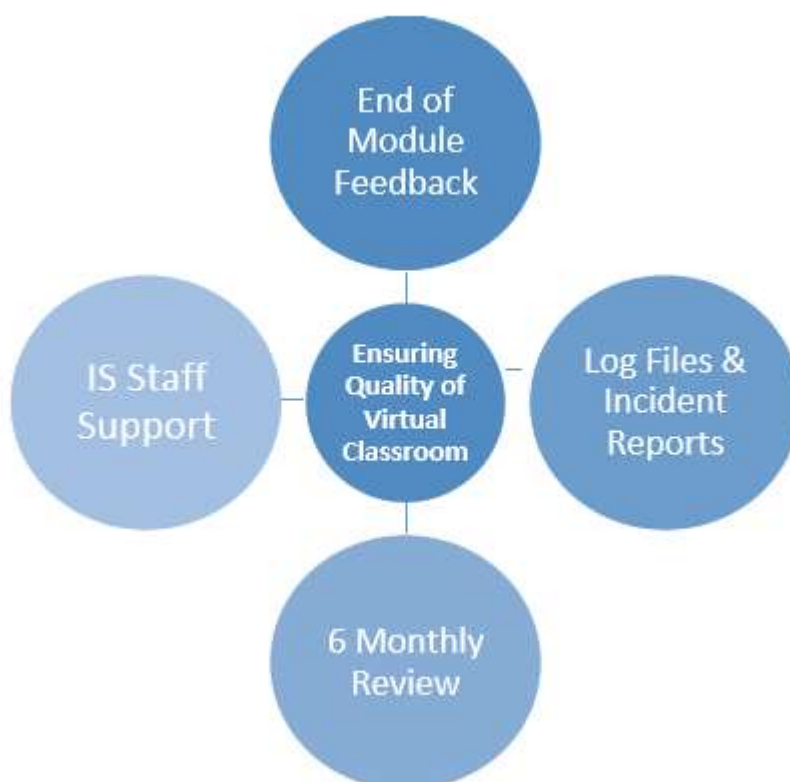 End of
Module
Feedback
IS Staff
Support
Ensuring
Quality of
Virtual
Classroom
Log Files &
Incident
Reports
6 Monthly
Review